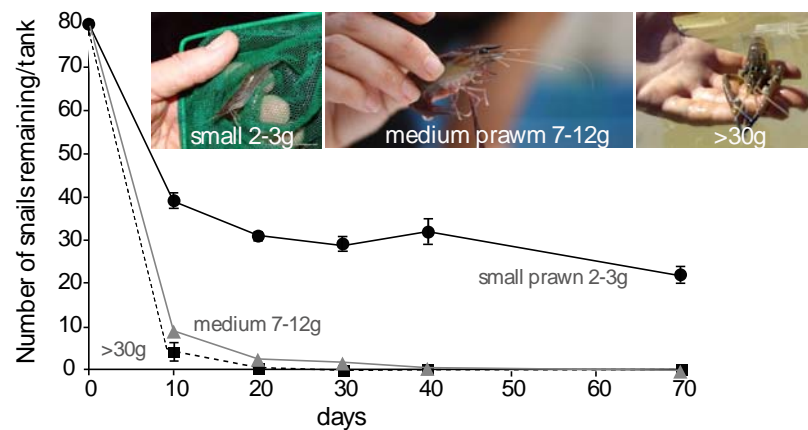 small 2-3g
medium prawm 7-12g
>30g
Number of snails remaining/tank
80
70
60
50
40
30
20
10
0
small prawn 2-3g
medium 7-12g
>30g
0 10 20 30 40 50 60 70
days